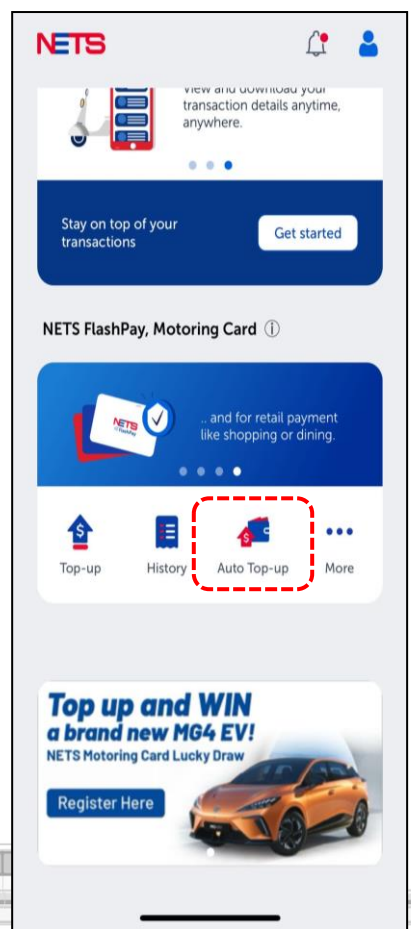 NETS
View and download your
transaction details anytime,
anywhere.
Stay on top of your
transactions
Get started
NETS FlashPay, Motoring Card
NETS
FlashPay
.. and for retail payment
like shopping or dining.
Top-up
History
Auto Top-up
More
Top up and WIN
a brand new MG4 EV!
NETS Motoring Card Lucky Draw
Register Here